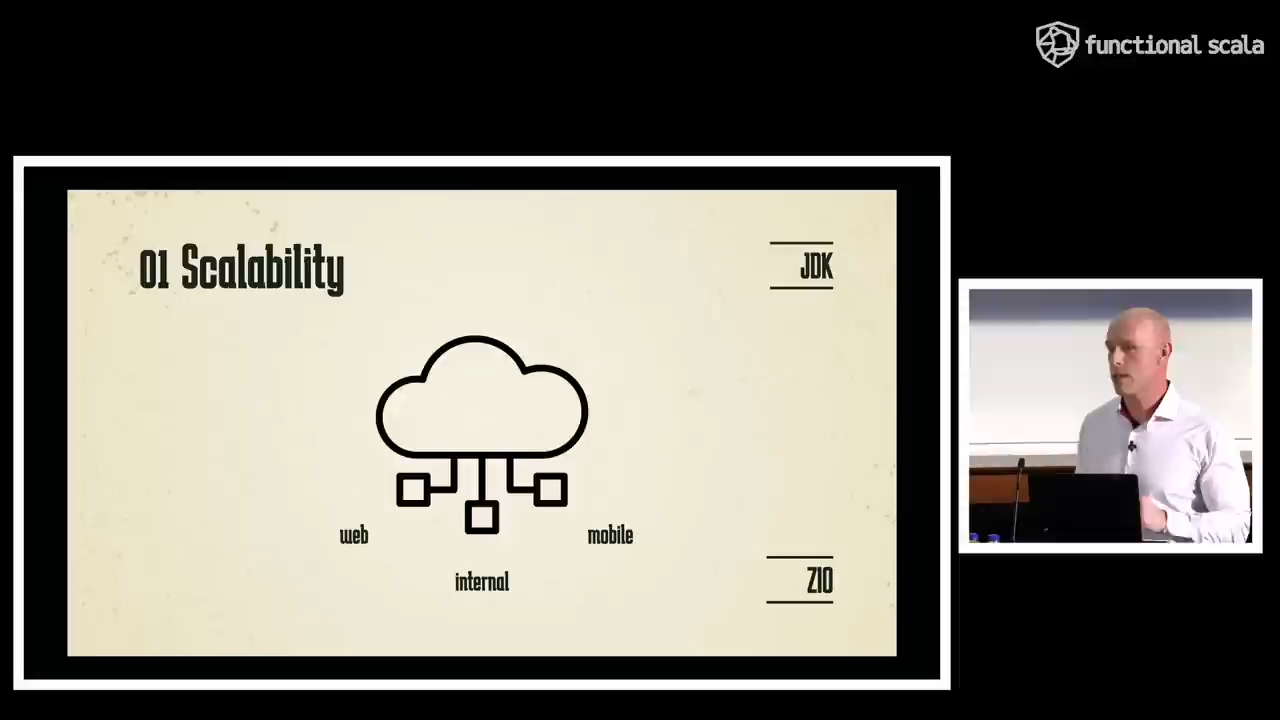 functional scala
01 Scalability
JDK
web
mobile
internal
ZIO